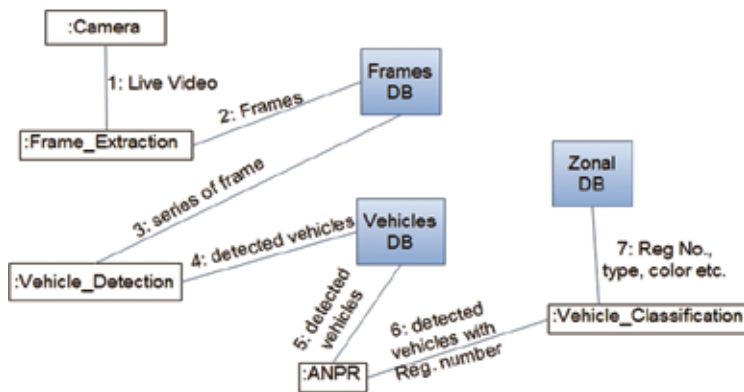 :Camera
1: Live Video
:Frame_Extraction
2: Frames
Frames
DB
3: series of frame
:Vehicle_Detection
4: detected vehicles
Vehicles
DB
5: detected
vehicles
:ANPR
6: detected
vehicles with
Reg. number
:Vehicle_Classification
7: Reg No.,
type, color etc.
Zonal
DB